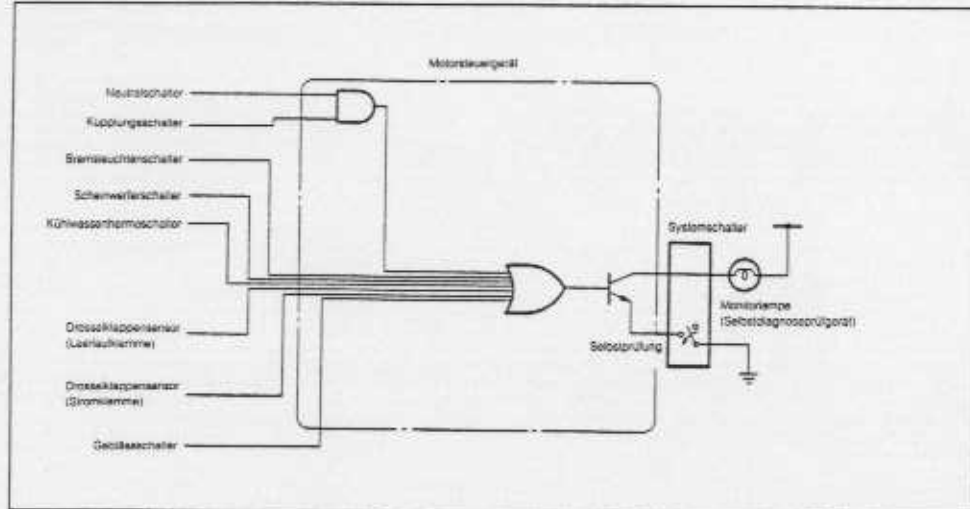 Motorsteuergerät
Neutralschalter
Kupplungsschalter
Bremsleuchtenschalter
Scheinwerferschalter
Kühlwasserthermoschalter
Systemschalter
Monitorlampe
(Selbstdiagnoseprüfgerät)
Drosselklappensensor
(Leerlaufklemme)
Selbstprüfung
Drosselklappensensor
(Stromklemme)
Gebläseschalter